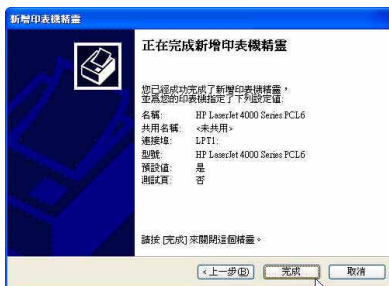 新增印表機精靈
正在完成新增印表機精靈
您已經成功完成了新增印表機精靈，
並為您的印表機指定了下列設定值:
名稱: HP LaserJet 4000 Series PCL6
共用名稱: <未共用>
連接埠: LPT1:
型號: HP LaserJet 4000 Series PCL6
預設值: 是
測試頁: 否
請按 [完成] 來關閉這個精靈。
<上一步(B) 完成 取消